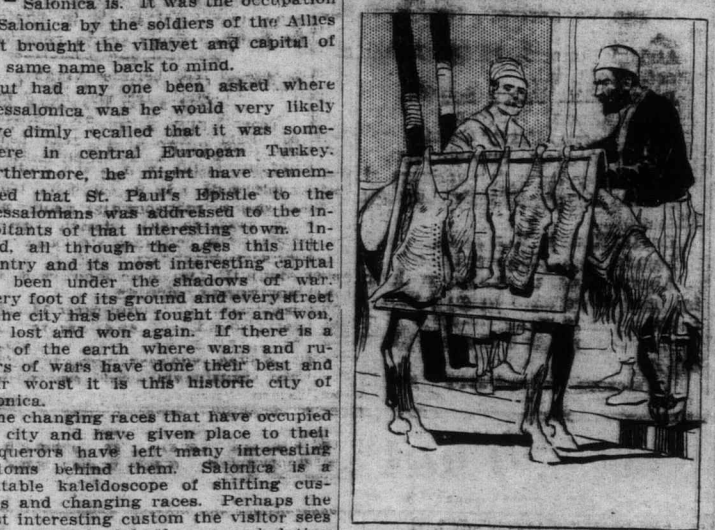 Salonica is. It was the occupation
Salonica by the soldiers of the Allies
t brought the villayet and capital of
same name back to mind.
ut had any one been asked where
essalonica was he would very likely
e dimly recalled that it was some-
ere in central European Turkey.
rthermore, he might have remem-
ed that St. Paul's Epistle to the
essalonians was addressed to the in-
bitants of that interesting town. In-
d, all through the ages this little
ntry and its most interesting capital
been under the shadows of war.
ery foot of its ground and every street
he city has been fought for and won,
lost and won again. If there is a
of the earth where wars and ru-
rs of wars have done their best and
r worst it is this historic city of
onica.
he changing races that have occupied
city and have given place to their
querors have left many interesting
toms behind them. Salonica is a
table kaleidoscope of shifting cus-
s and changing races. Perhaps the
st interesting custom the visitor sees